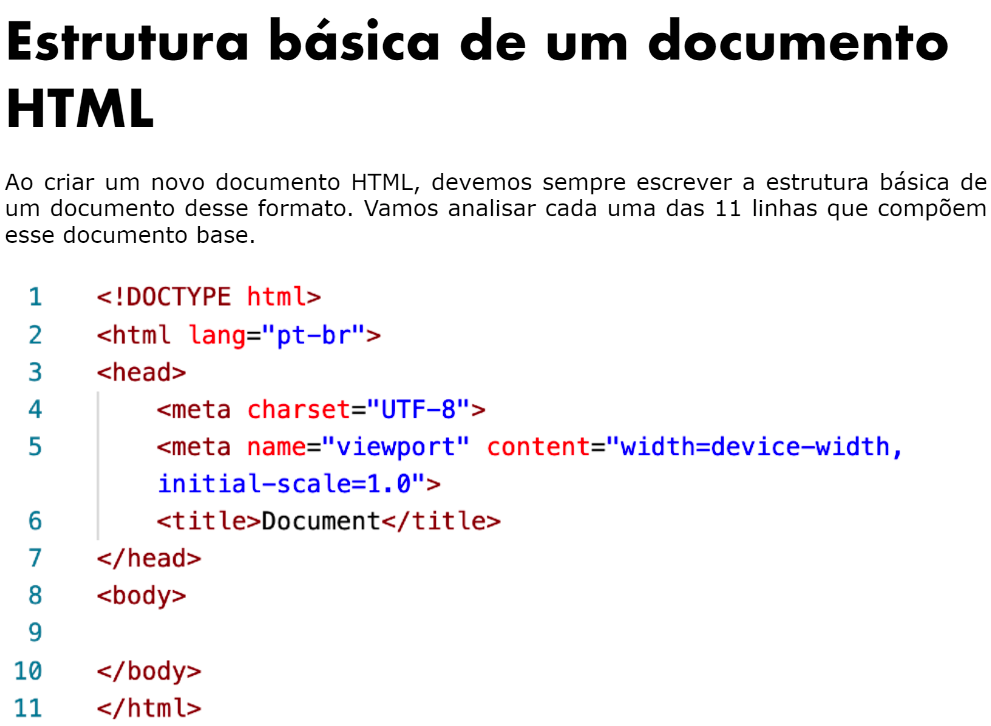 Estrutura básica de um documento
HTML
Ao criar um novo documento HTML, devemos sempre escrever a estrutura básica de
um documento desse formato. Vamos analisar cada uma das 11 linhas que compõem
esse documento base.
1 <!DOCTYPE html>
2 <html lang="pt-br">
3 <head>
4     <meta charset="UTF-8">
5     <meta name="viewport" content="width=device-width,
    initial-scale=1.0">
6     <title>Document</title>
7 </head>
8 <body>
9
10 </body>
11 </html>